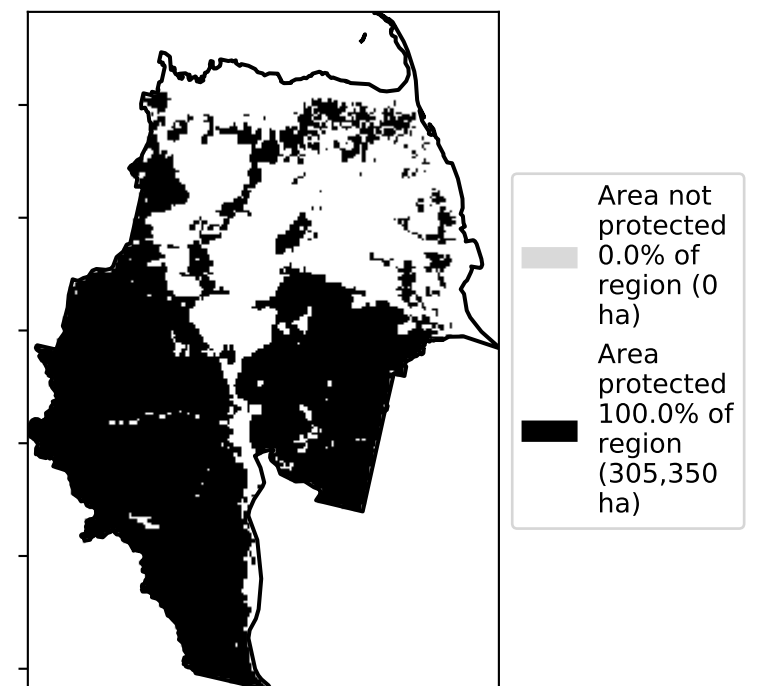 Area not
protected
0.0% of
region (0
ha)
Area
protected
100.0% of
region
(305,350
ha)